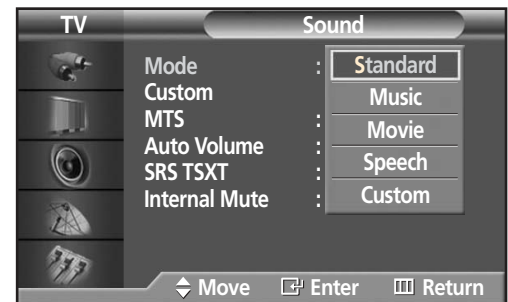 TV Sound
Mode : Standard
Custom Music
MTS : Movie
Auto Volume :
SRS TSXT : Speech
Internal Mute : Custom
Move Enter Return